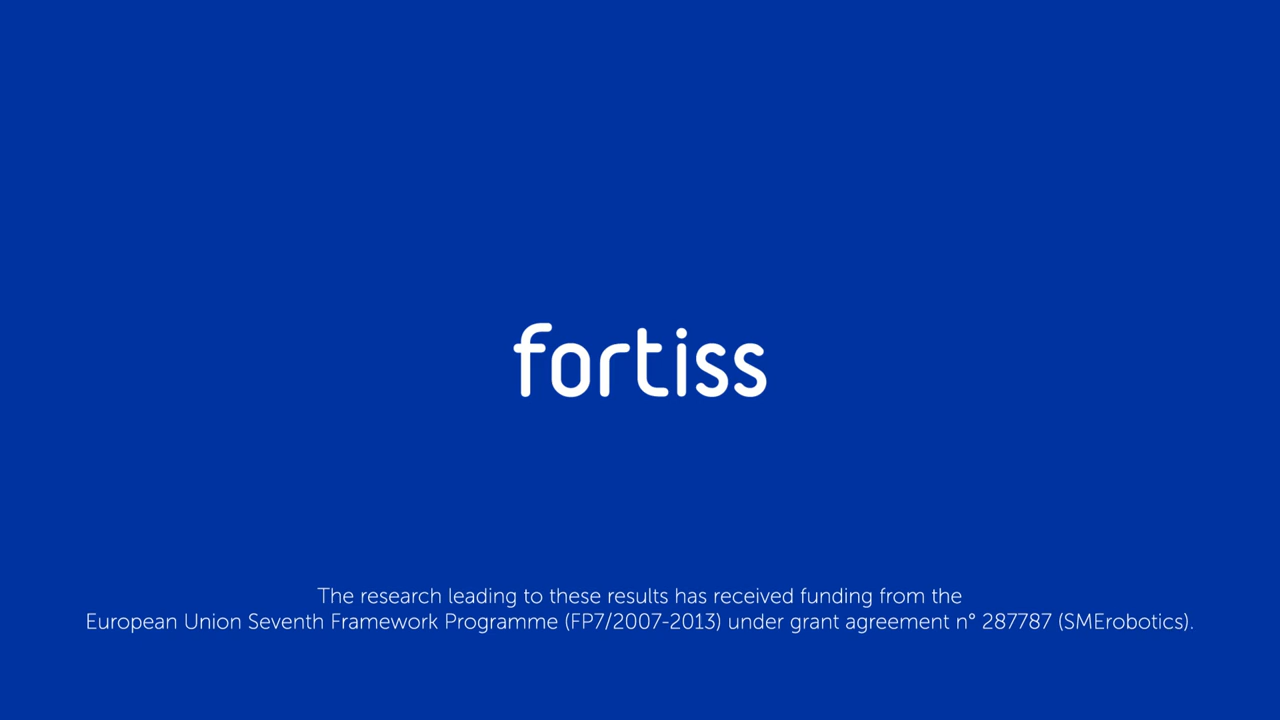 fortiss
The research leading to these results has received funding from the
European Union Seventh Framework Programme (FP7/2007-2013) under grant agreement n° 287787 (SMErobotics).